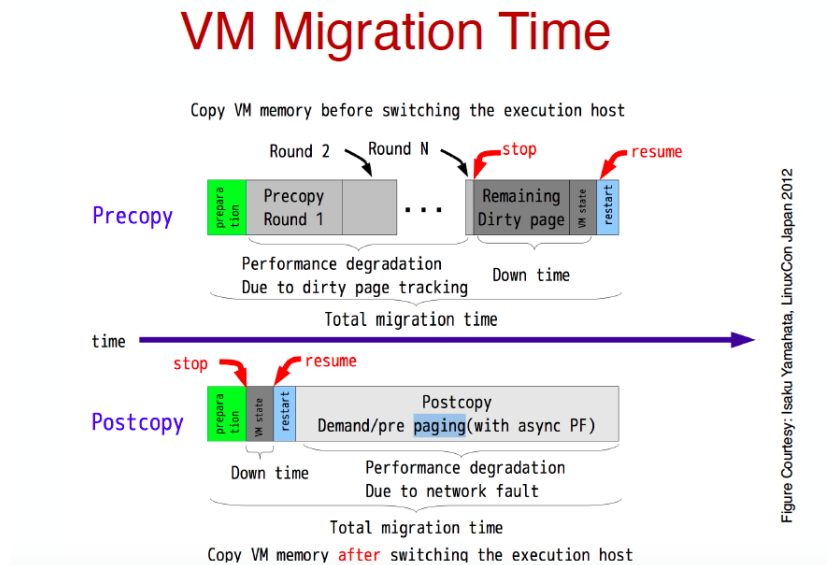 VM Migration Time
Copy VM memory before switching the execution host
Round 2
Round N
stop
resume
Precopy
prepara
tion
Precopy
Round 1
...
Remaining
Dirty page
VM state
restart
Performance degradation
Due to dirty page tracking
Down time
Total migration time
time
stop
resume
Postcopy
prepara
tion
VM state
restart
Postcopy
Demand/pre paging(with async PF)
Down time
Performance degradation
Due to network fault
Total migration time
Copy VM memory after switching the execution host
Figure Courtesy: Isaku Yamahata, LinuxCon Japan 2012